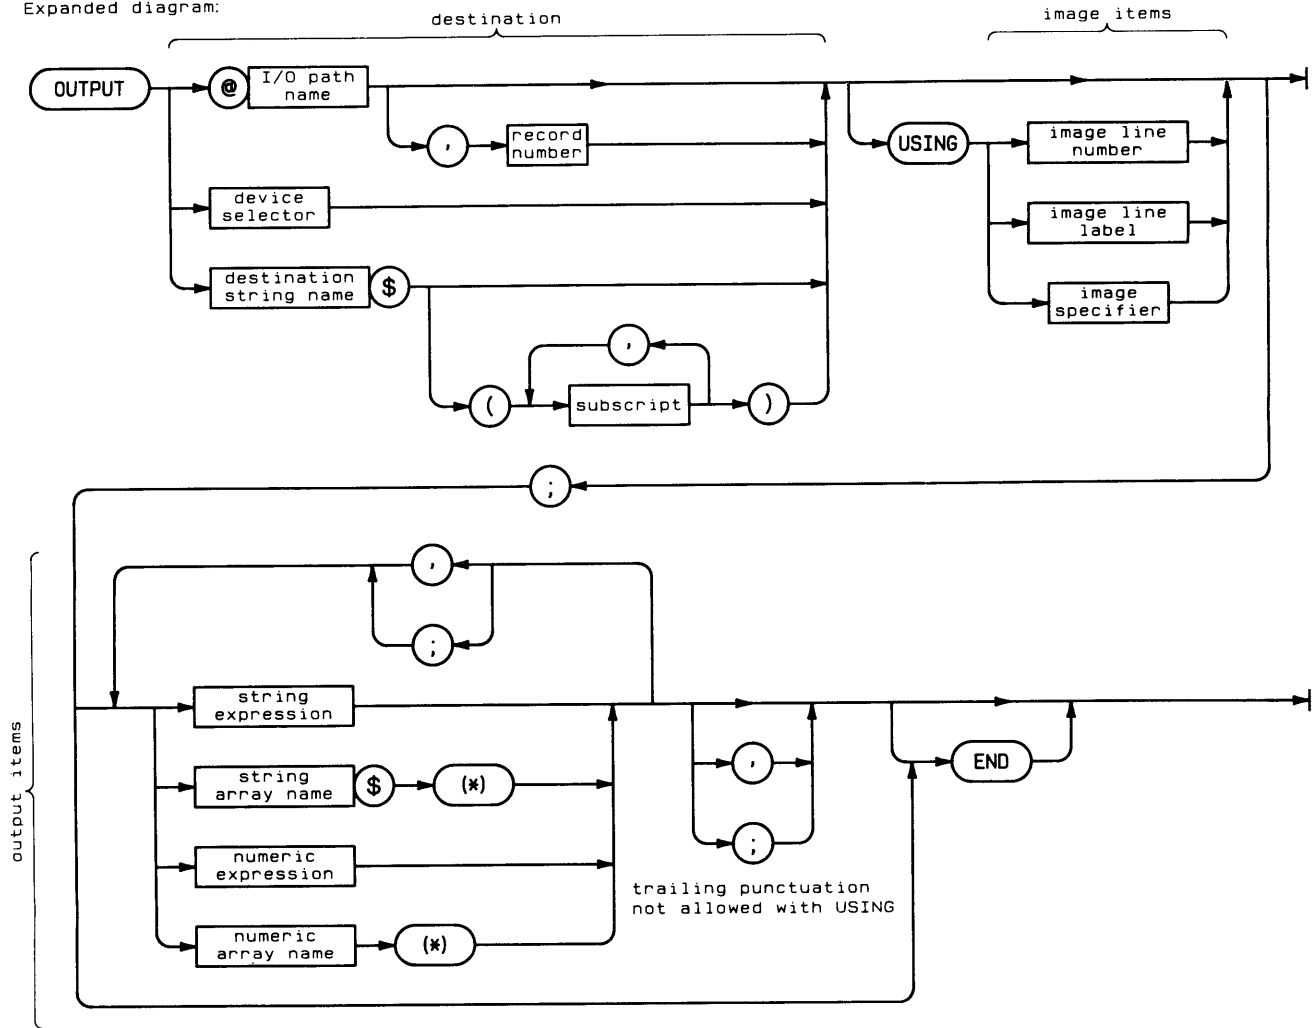 Expanded diagram:
destination
image items
OUTPUT
@
I/O path
name
,
record
number
USING
image line
number
device
selector
image line
label
destination
string name
$
image
specifier
,
(
subscript
)
;
,
;
output items
string
expression
string
array name
$
(*)
,
END
;
numeric
expression
trailing punctuation
not allowed with USING
numeric
array name
(*)